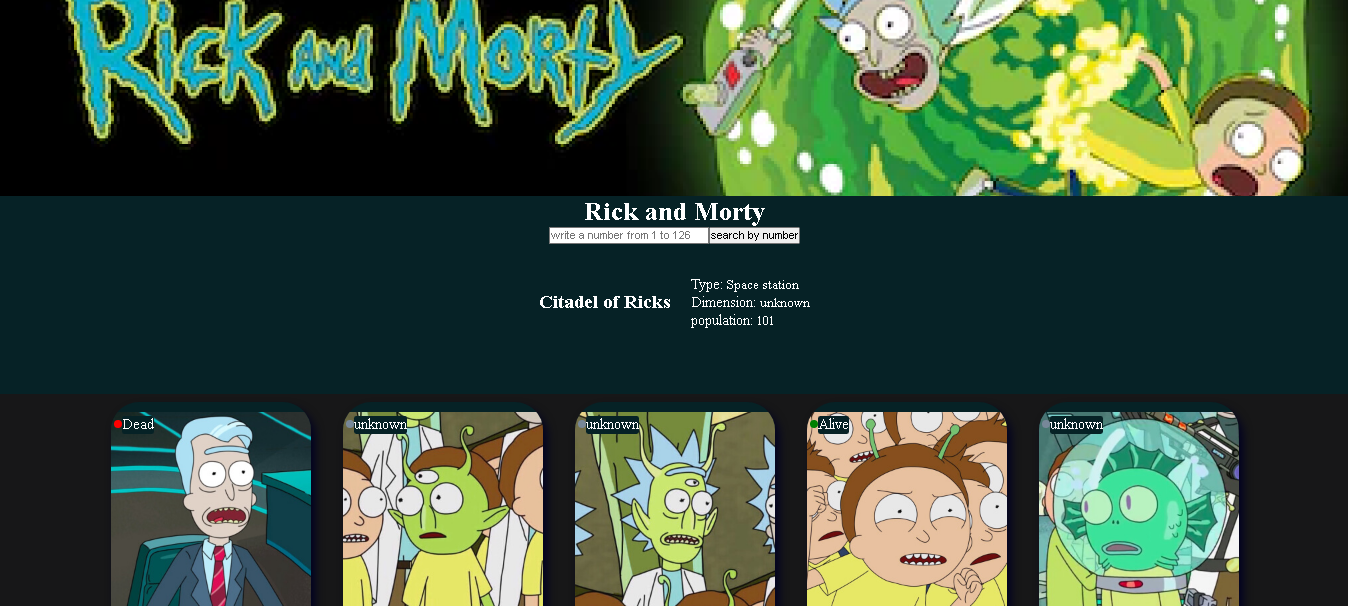 Rick and Morty
Rick and Morty
write a number from 1 to 126 search by number
Citadel of Ricks
Type: Space station
Dimension: unknown
population: 101
Dead
unknown
unknown
Alive
unknown